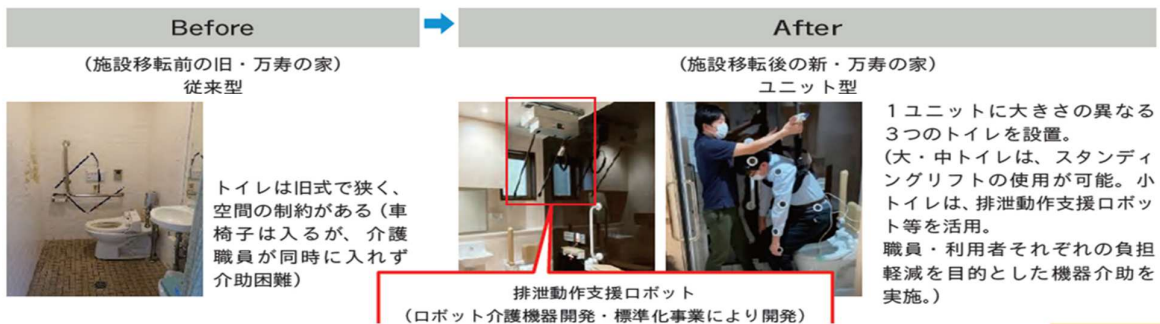 Before
After
(施設移転前の旧・万寿の家)
従来型
トイレは旧式で狭く、
空間の制約がある(車
椅子は入るが、介護
職員が同時に入れず
介助困難)
(施設移転後の新・万寿の家)
ユニット型
1ユニットに大きさの異なる
3つのトイレを設置。
(大・中トイレは、スタンディ
ングリフトの使用が可能。小
トイレは、排泄動作支援ロボッ
ト等を活用。
職員・利用者それぞれの負担
軽減を目的とした機器介助を
実施。)
排泄動作支援ロボット
(ロボット介護機器開発・標準化事業により開発)